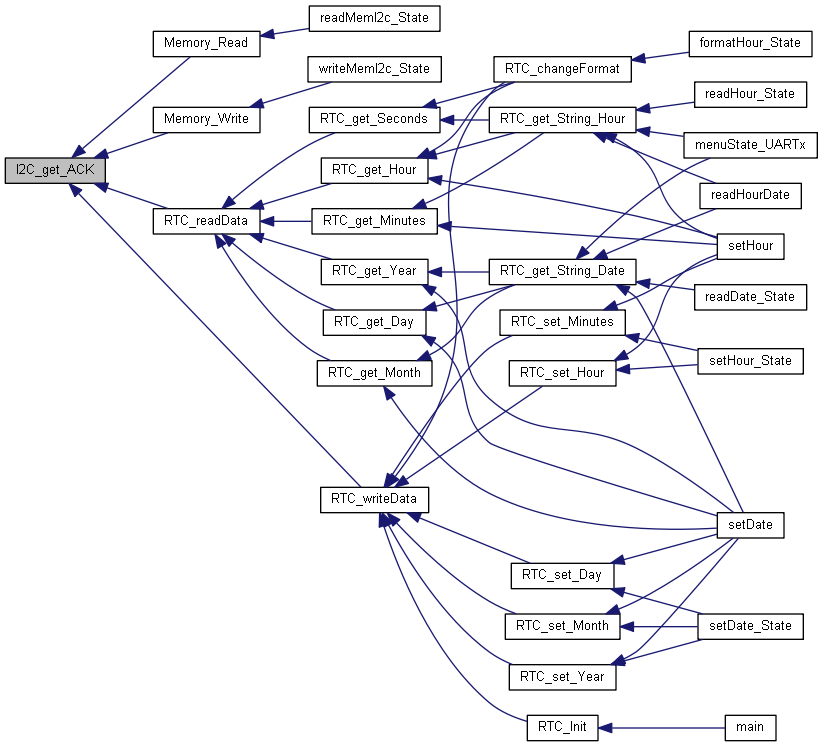 readMemI2c_State
Memory_Read
formatHour_State
writeMemI2c_State
RTC_changeFormat
readHour_State
Memory_Write
RTC_get_Seconds
RTC_get_String_Hour
menuState_UARTx
I2C_get_ACK
RTC_get_Hour
readHourDate
RTC_readData
RTC_get_Minutes
setHour
RTC_get_Year
RTC_get_String_Date
readDate_State
RTC_get_Day
RTC_set_Minutes
setHour_State
RTC_get_Month
RTC_set_Hour
RTC_writeData
setDate
RTC_set_Day
RTC_set_Month
setDate_State
RTC_set_Year
RTC_Init
main